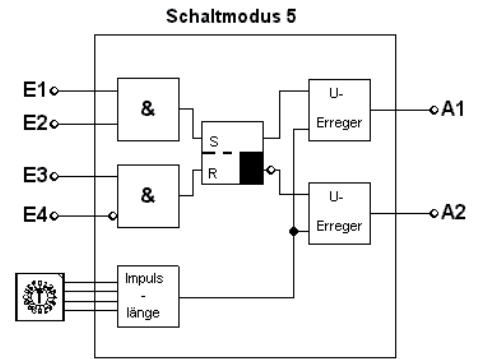 Schaltmodus 5
E1
E2
&
E3
E4
&
S
R
U-
Erreger
A1
U-
Erreger
A2
Impuls
-
länge